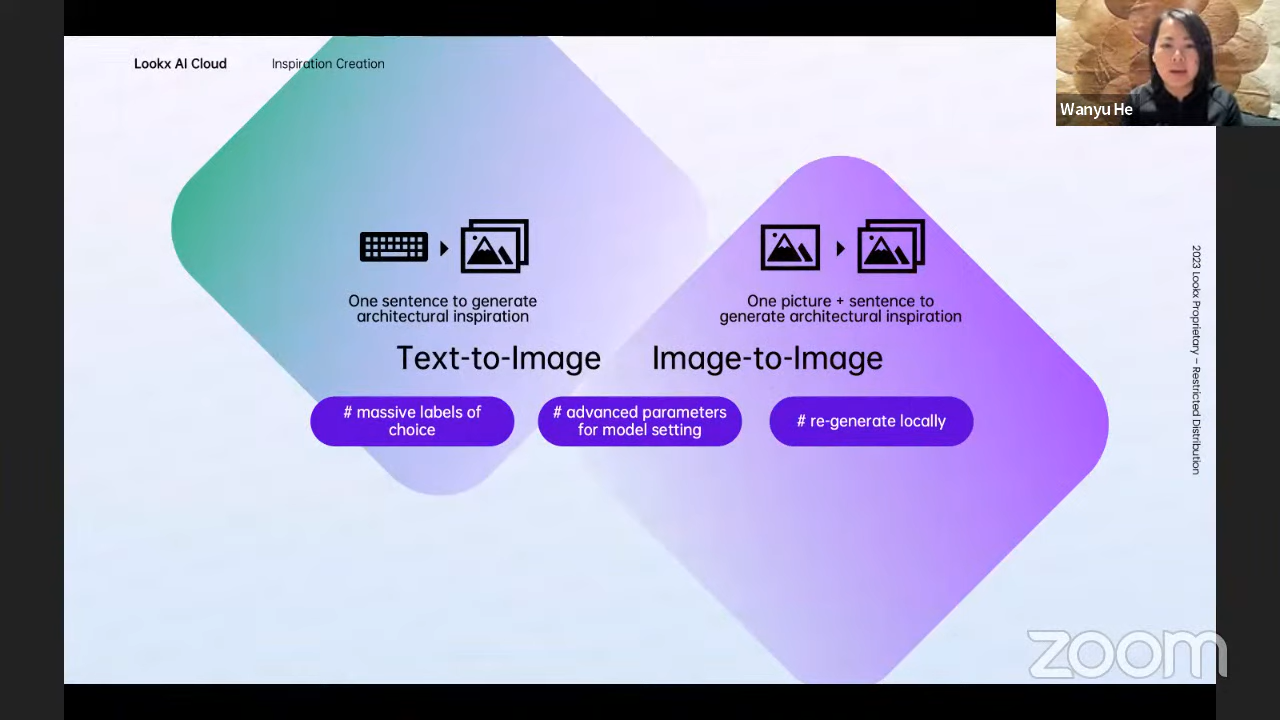 Lookx AI Cloud
Inspiration Creation
Wanyu He
One sentence to generate
architectural inspiration
One picture + sentence to
generate architectural inspiration
Text-to-Image
Image-to-Image
# massive labels of
choice
# advanced parameters
for model setting
# re-generate locally
2023 Lookx Proprietary – Restricted Distribution
zoom